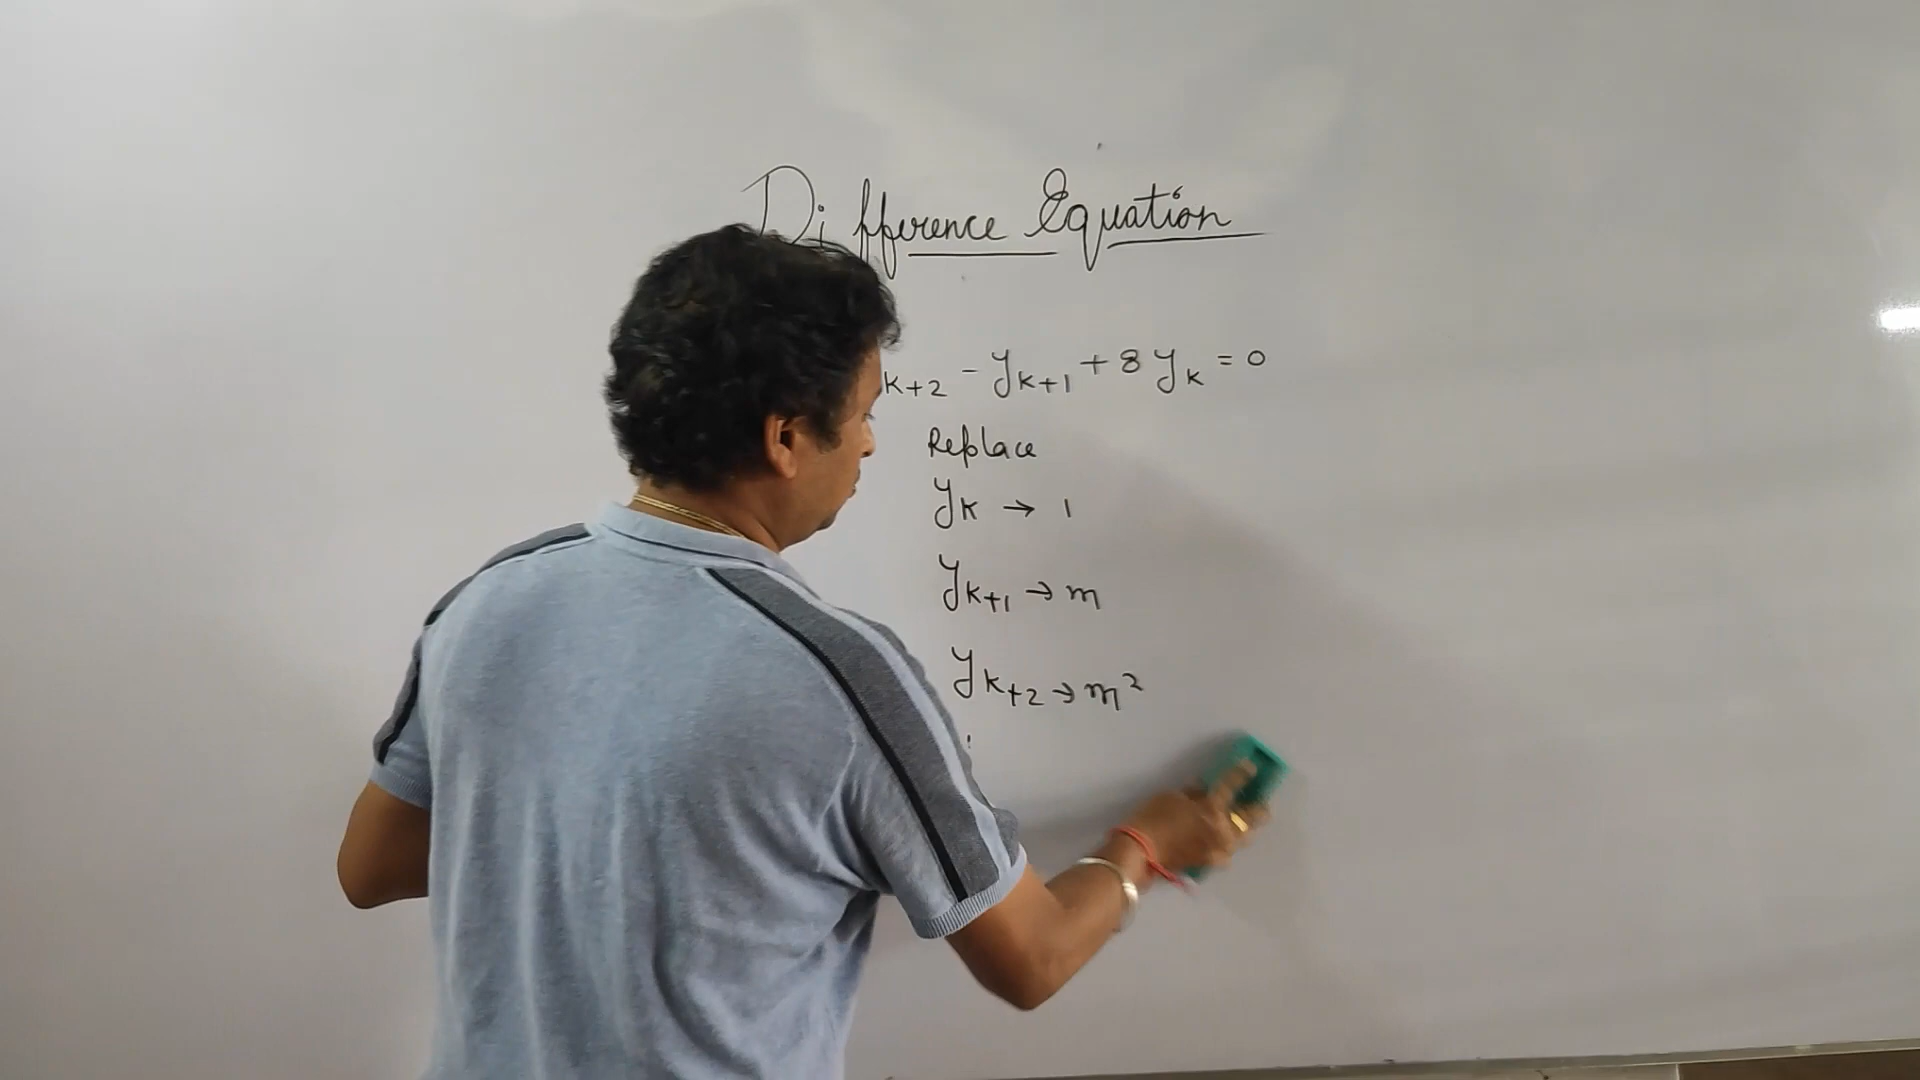 Difference Equation
k+2 - yk+1 + 8 yk = 0
Replace
yk → 1
yk+1 → m
yk+2 → m²